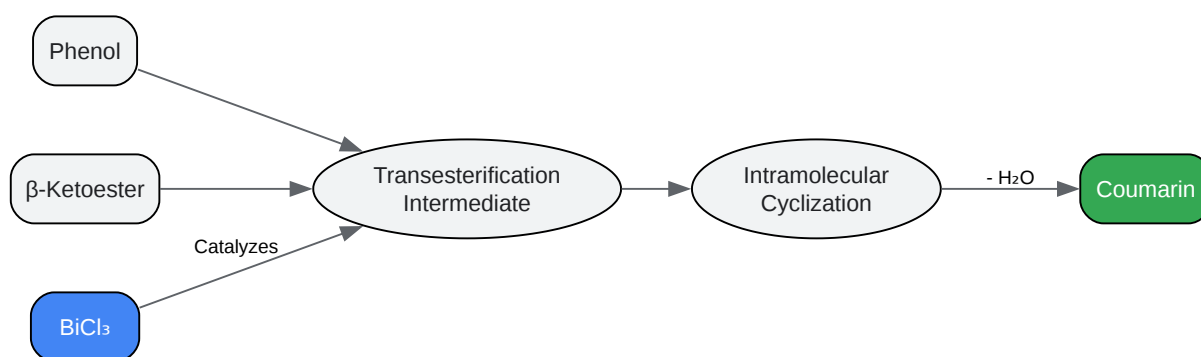 Phenol
β-Ketoester
Catalyzes
BiCl₃
Transesterification
Intermediate
Intramolecular
Cyclization
- H₂O
Coumarin